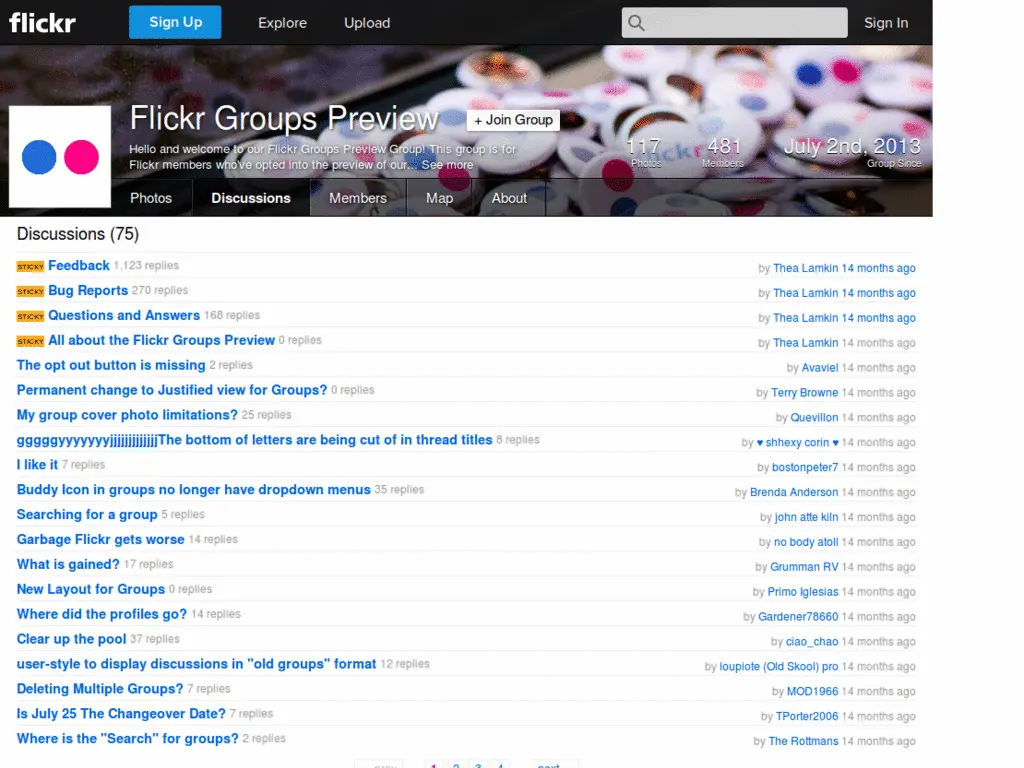 flickr Sign Up Explore Upload Sign In
Flickr Groups Preview + Join Group
Hello and welcome to our Flickr Groups Preview Group! This group is for
Flickr members who've opted into the preview of our... See more
117 481 July 2nd, 2013
Photos Members Group Since
Photos Discussions Members Map About
Discussions (75)
STICKY Feedback 1,123 replies by Thea Lamkin 14 months ago
STICKY Bug Reports 270 replies by Thea Lamkin 14 months ago
STICKY Questions and Answers 168 replies by Thea Lamkin 14 months ago
STICKY All about the Flickr Groups Preview 0 replies by Thea Lamkin 14 months ago
The opt out button is missing 2 replies by Avaviel 14 months ago
Permanent change to Justified view for Groups? 0 replies by Terry Browne 14 months ago
My group cover photo limitations? 25 replies by Quevillon 14 months ago
gggggyyyyyyyjjjjjjjjjjjjThe bottom of letters are being cut of in thread titles 8 replies by ♥ shhexy corin ♥ 14 months ago
I like it 7 replies by bostonpeter7 14 months ago
Buddy Icon in groups no longer have dropdown menus 35 replies by Brenda Anderson 14 months ago
Searching for a group 5 replies by john atte kiln 14 months ago
Garbage Flickr gets worse 14 replies by no body atoll 14 months ago
What is gained? 17 replies by Grumman RV 14 months ago
New Layout for Groups 0 replies by Primo Iglesias 14 months ago
Where did the profiles go? 14 replies by Gardener78660 14 months ago
Clear up the pool 37 replies by ciao_chao 14 months ago
user-style to display discussions in "old groups" format 12 replies by loupiote (Old Skool) pro 14 months ago
Deleting Multiple Groups? 7 replies by MOD1966 14 months ago
Is July 25 The Changeover Date? 7 replies by TPorter2006 14 months ago
Where is the "Search" for groups? 2 replies by The Rottmans 14 months ago
prev 1 2 3 4 next